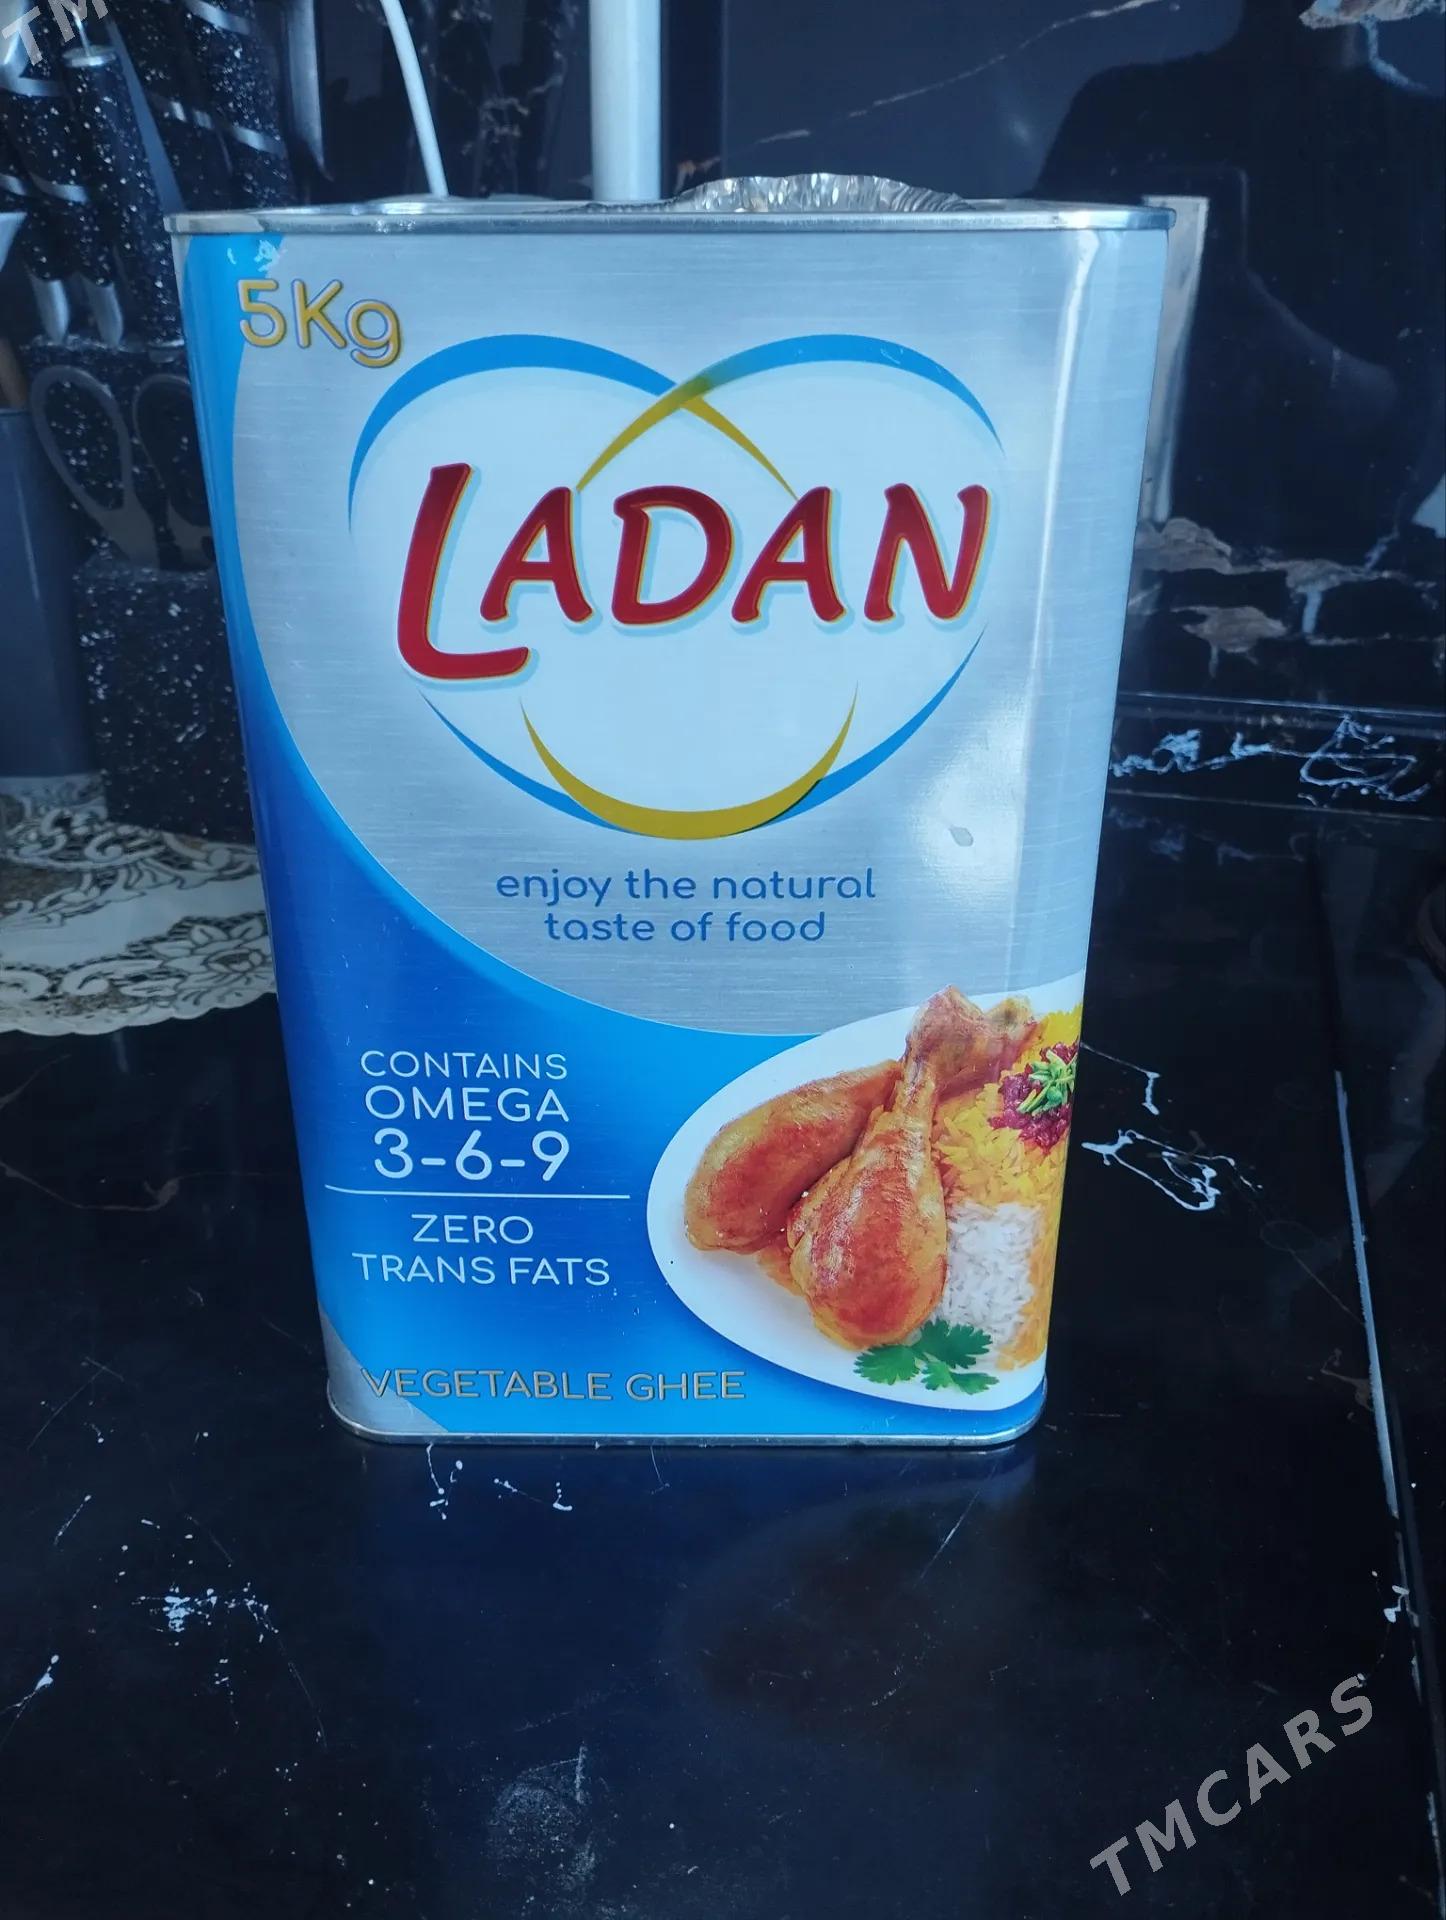 TM
5Kg
LADAN
enjoy the natural
taste of food
CONTAINS
OMEGA
3-6-9
ZERO
TRANS FATS
VEGETABLE GHEE
TMCARS